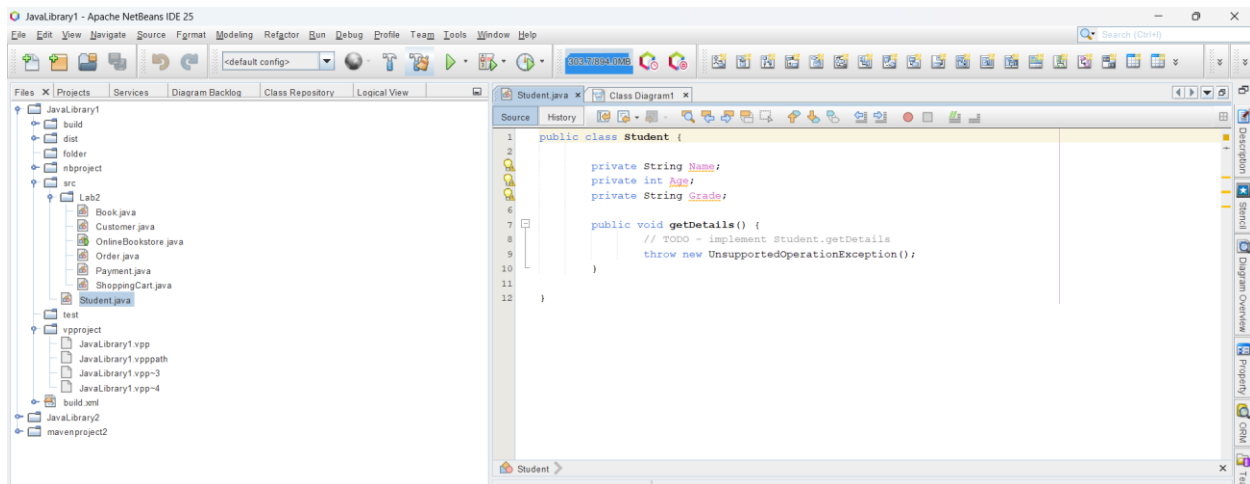 JavaLibrary1 - Apache NetBeans IDE 25
File Edit View Navigate Source Format Modeling Refactor Run Debug Profile Team Tools Window Help
Search (Ctrl+I)
<default config>
303.7/894.0MB
Files Projects Services Diagram Backlog Class Repository Logical View
JavaLibrary1
build
dist
folder
nbproject
src
Lab2
Book.java
Customer.java
OnlineBookstore.java
Order.java
Payment.java
ShoppingCart.java
Student.java
test
vpproject
JavaLibrary1.vpp
JavaLibrary1.vpppath
JavaLibrary1.vpp~3
JavaLibrary1.vpp~4
build.xml
JavaLibrary2
mavenproject2
Student.java Class Diagram1
Source History
1 public class Student {
2
private String Name;
private int Age;
private String Grade;
6
7 public void getDetails() {
8 // TODO - implement Student.getDetails
9 throw new UnsupportedOperationException();
10 }
11
12 }
Student
Description
Stencil
Diagram Overview
Property
ORM